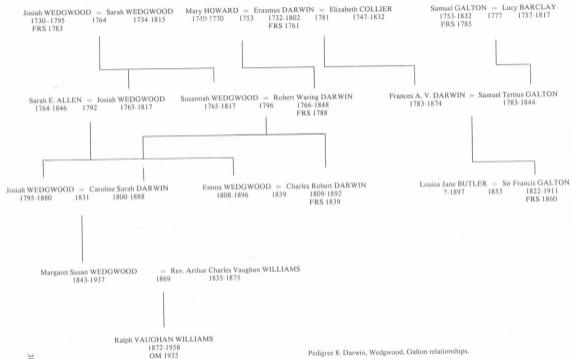 Josiah WEDGWOOD = Sarah WEDGWOOD
1730-1795 1764 1734-1815
FRS 1783
Mary HOWARD = Erasmus DARWIN = Elizabeth COLLIER
1740-1770 1753 1732-1802 1781 1747-1832
FRS 1761
Samuel GALTON = Lucy BARCLAY
1753-1832 1777 1757-1817
FRS 1785
Sarah E. ALLEN = Josiah WEDGWOOD
1764-1846 1792 1765-1817
Susannah WEDGWOOD = Robert Waring DARWIN
1765-1817 1796 1766-1848
FRS 1788
Frances A. V. DARWIN = Samuel Tertius GALTON
1783-1874 1783-1844
Josiah WEDGWOOD = Caroline Sarah DARWIN
1795-1880 1831 1800-1888
Emma WEDGWOOD = Charles Robert DARWIN
1808-1896 1839 1809-1892
FRS 1839
Louisa Jane BUTLER = Sir Francis GALTON
?-1897 1853 1822-1911
FRS 1860
Margaret Susan WEDGWOOD = Rev. Arthur Charles Vaughan WILLIAMS
1843-1937 1869 1835-1875
Ralph VAUGHAN WILLIAMS
1872-1958
OM 1935
Pedigree 8. Darwin, Wedgwood, Galton relationships.